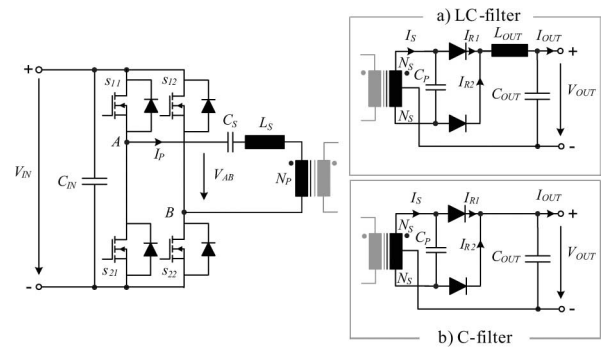 a) LC-filter
I_S
I_R1
L_OUT
I_OUT
+
N_S
C_P
I_R2
C_OUT
V_OUT
N_S
-
+
s_11
s_12
C_S
L_S
A
I_P
V_IN
C_IN
V_AB
N_P
B
s_21
s_22
-
I_S
I_R1
I_OUT
+
N_S
C_P
I_R2
C_OUT
V_OUT
N_S
-
b) C-filter